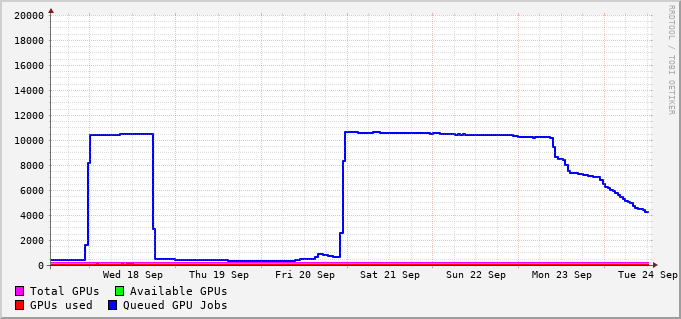 20000
18000
16000
14000
12000
10000
8000
6000
4000
2000
0
Wed 18 Sep Thu 19 Sep Fri 20 Sep Sat 21 Sep Sun 22 Sep Mon 23 Sep Tue 24 Sep
Total GPUs Available GPUs
GPUs used Queued GPU Jobs
RRDTOOL / TOBI OETIKER